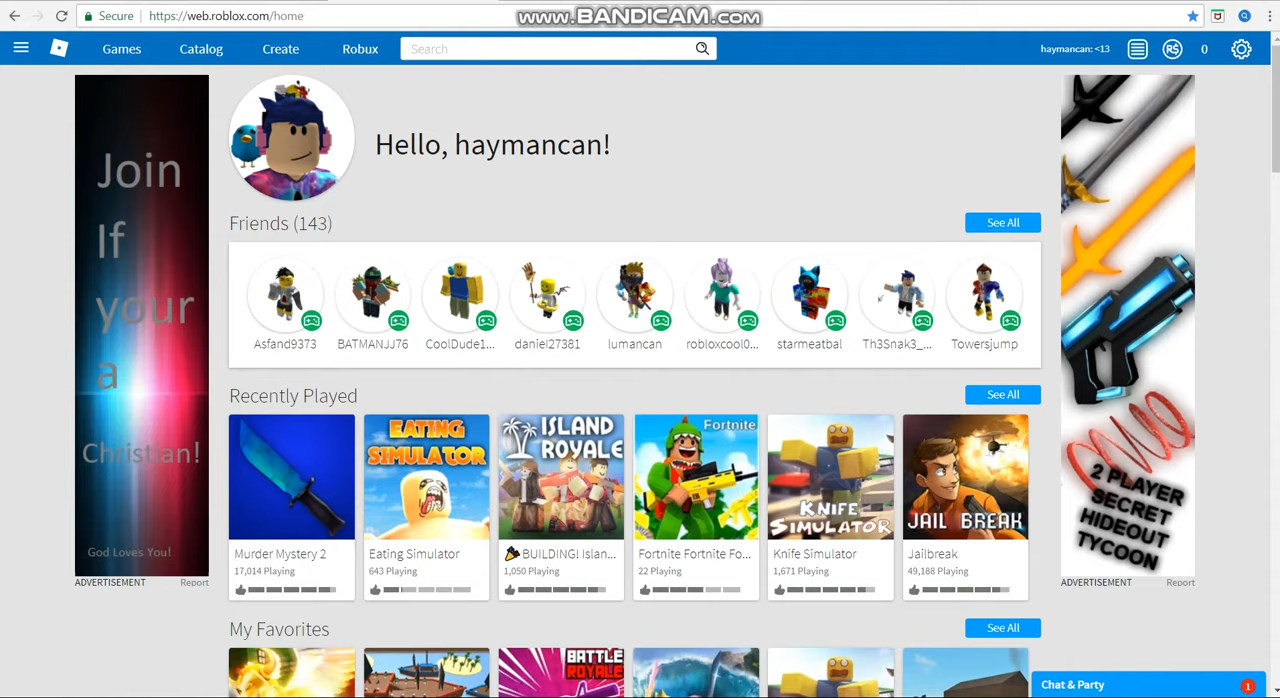 www.BANDICAM.com
Secure https://web.roblox.com/home
Games Catalog Create Robux Search haymancan: <13 R$ 0
Hello, haymancan!
Friends (143) See All
Asfand9373 BATMANJJ76 CoolDude1... daniel27381 lumancan robloxcool0... starmeatbal Th3Snak3_... Towersjump
Recently Played See All
EATING SIMULATOR
ISLAND ROYALE
Fortnite
KNIFE SIMULATOR
JAIL BREAK
Murder Mystery 2 Eating Simulator BUILDING! Islan... Fortnite Fortnite Fo... Knife Simulator Jailbreak
17,014 Playing 643 Playing 1,050 Playing 22 Playing 1,671 Playing 49,188 Playing
My Favorites See All
BATTLE ROYALE
Join
If
your
a
Christian!
God Loves You!
ADVERTISEMENT Report
2 PLAYER
SECRET
HIDEOUT
TYCOON
ADVERTISEMENT Report
Chat & Party 1